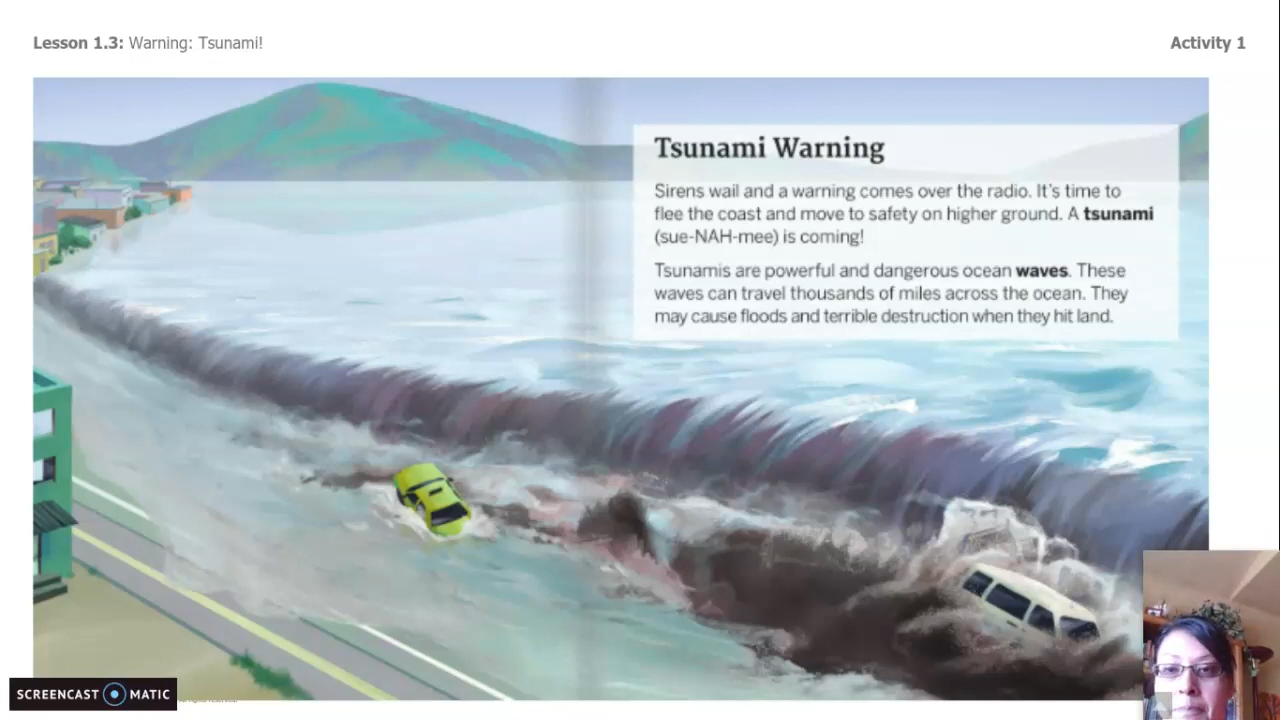 Lesson 1.3: Warning: Tsunami!
Activity 1
Tsunami Warning
Sirens wail and a warning comes over the radio. It's time to
flee the coast and move to safety on higher ground. A tsunami
(sue-NAH-mee) is coming!
Tsunamis are powerful and dangerous ocean waves. These
waves can travel thousands of miles across the ocean. They
may cause floods and terrible destruction when they hit land.
SCREENCAST MATIC